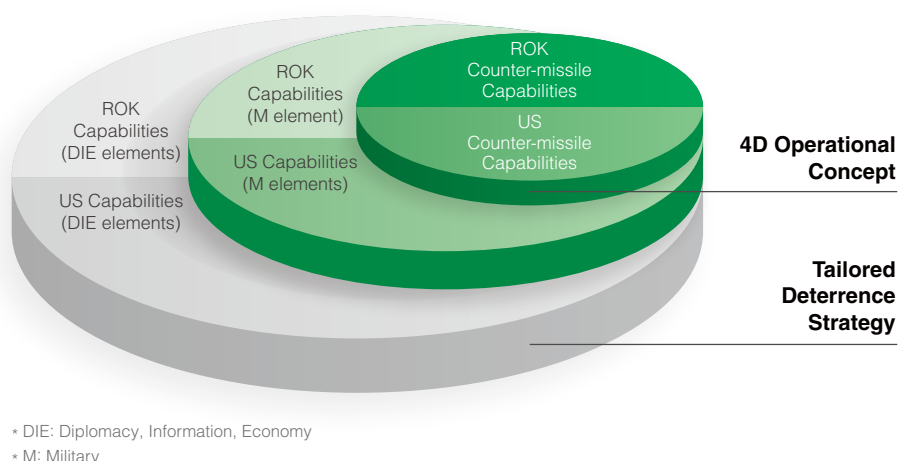 ROK
Capabilities
(DIE elements)
US Capabilities
(DIE elements)
ROK
Capabilities
(M element)
US Capabilities
(M elements)
ROK
Counter-missile
Capabilities
US
Counter-missile
Capabilities
4D Operational
Concept
Tailored
Deterrence
Strategy
* DIE: Diplomacy, Information, Economy
* M: Military